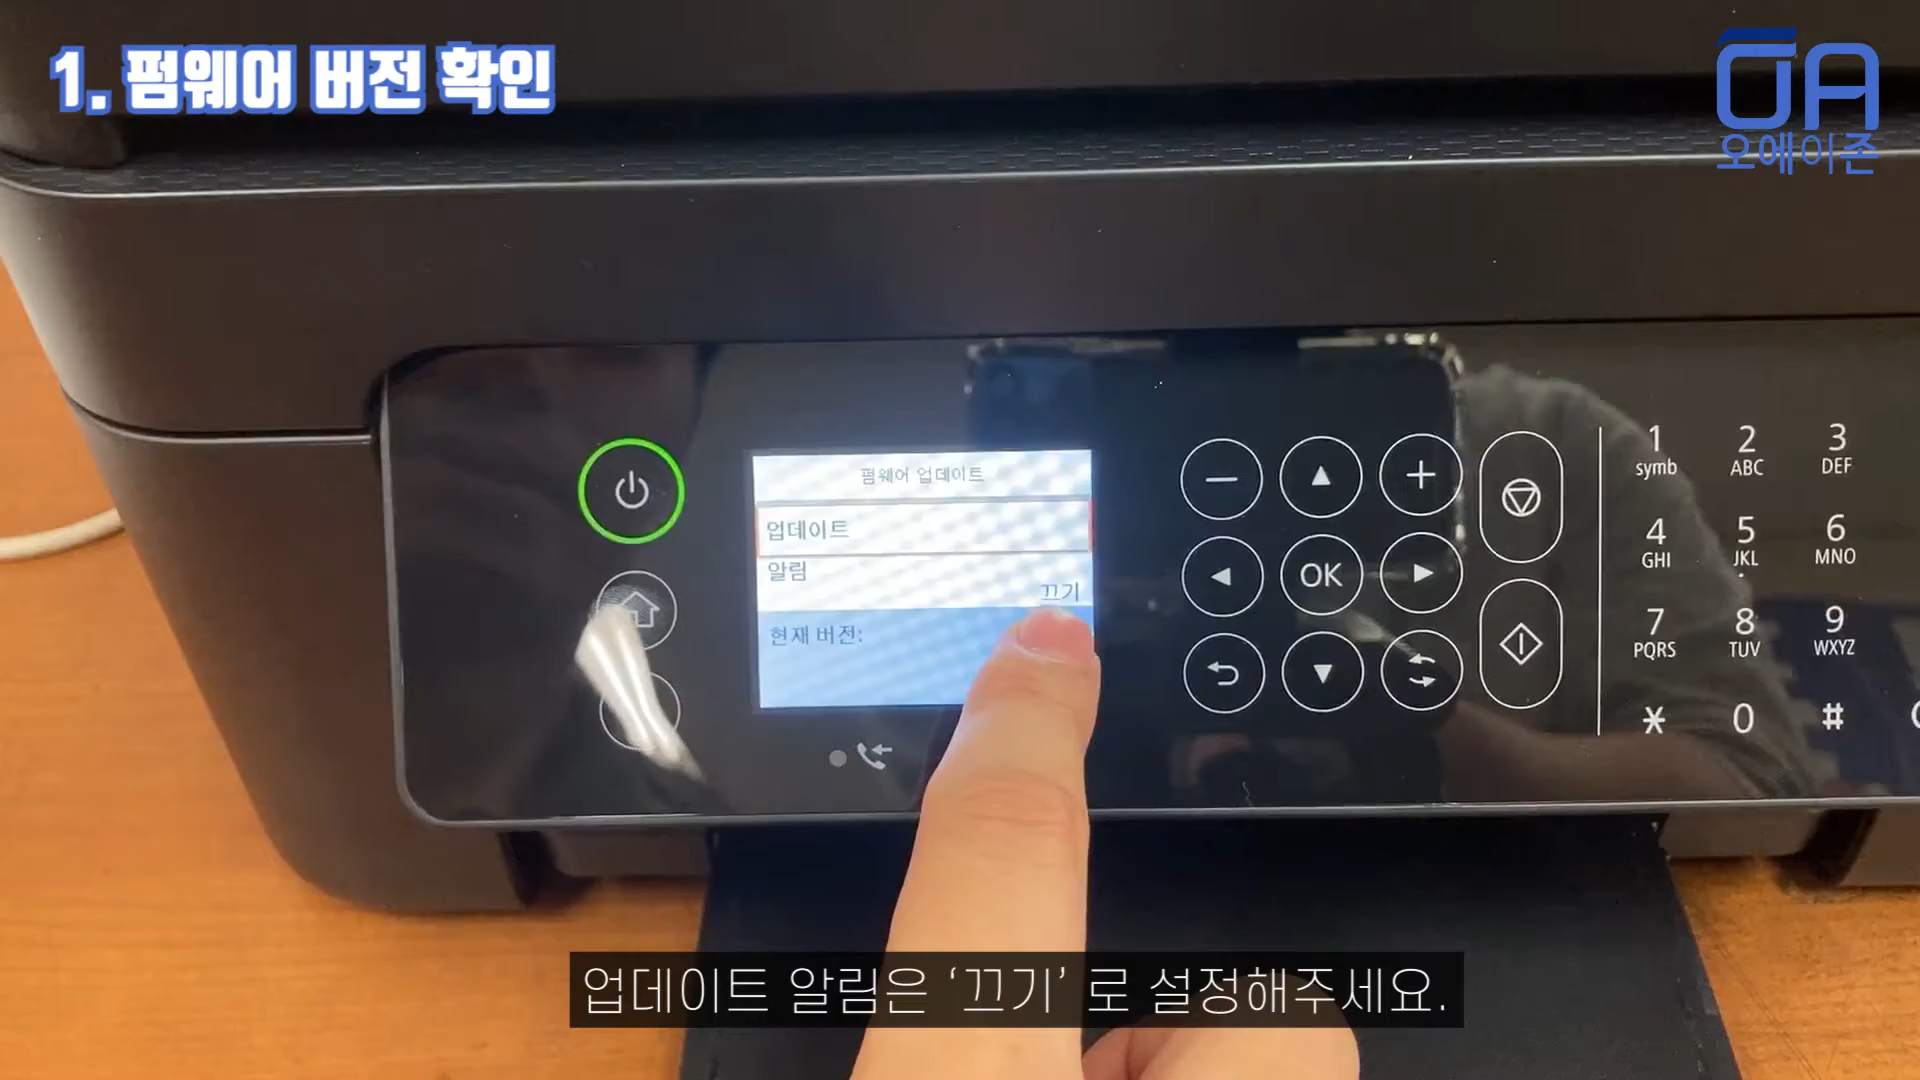 1. 펌웨어 버전 확인
오에이존
펌웨어 업데이트
업데이트
알림
끄기
현재 버전:
OK
1 2 3
symb ABC DEF
4 5 6
GHI JKL MNO
7 8 9
PQRS TUV WXYZ
* 0 #
업데이트 알림은 ‘끄기’ 로 설정해주세요.